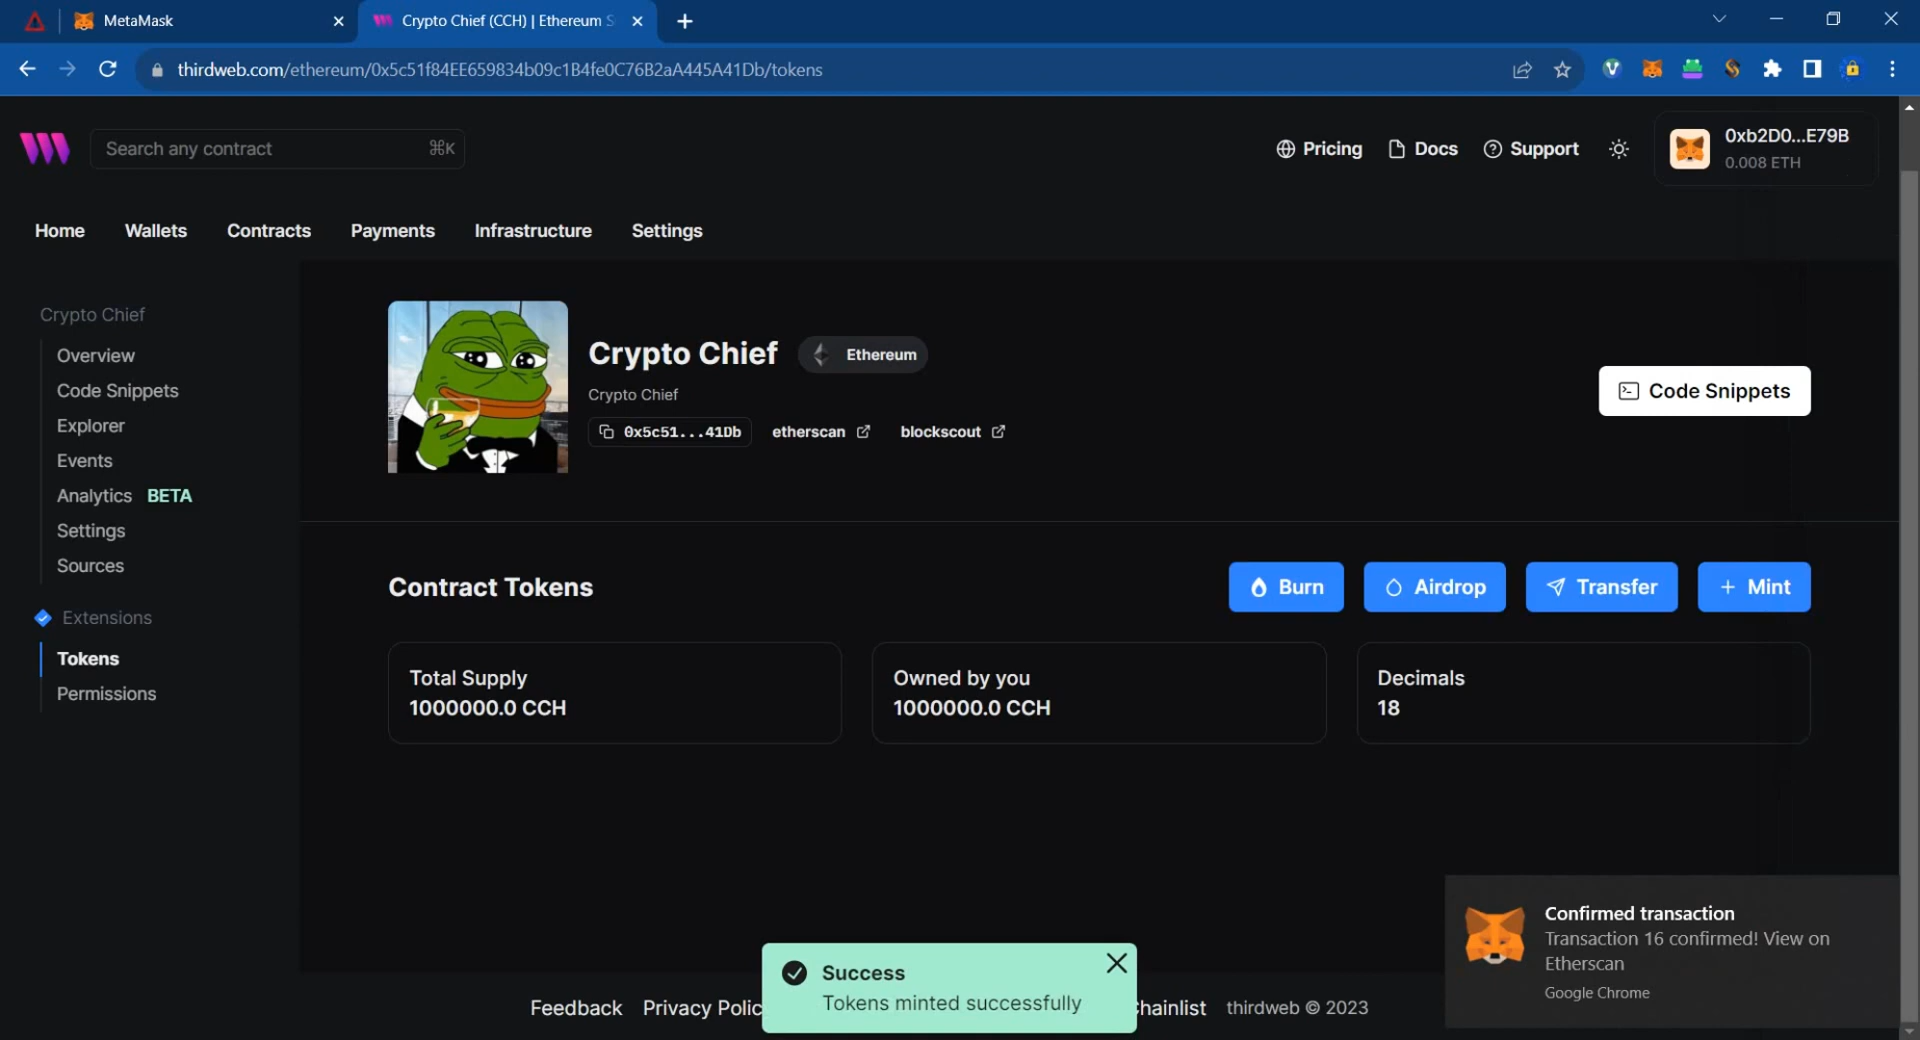 MetaMask
Crypto Chief (CCH) | Ethereum S
thirdweb.com/ethereum/0x5c51f84EE659834b09c1B4fe0C76B2aA445A41Db/tokens
Search any contract
⌘K
Pricing
Docs
Support
0xb2D0...E79B
0.008 ETH
Home
Wallets
Contracts
Payments
Infrastructure
Settings
Crypto Chief
Overview
Code Snippets
Explorer
Events
Analytics BETA
Settings
Sources
Extensions
Tokens
Permissions
Crypto Chief
Ethereum
Crypto Chief
0x5c51...41Db
etherscan
blockscout
Code Snippets
Contract Tokens
Burn
Airdrop
Transfer
+ Mint
Total Supply
1000000.0 CCH
Owned by you
1000000.0 CCH
Decimals
18
Confirmed transaction
Transaction 16 confirmed! View on
Etherscan
Google Chrome
Success
Tokens minted successfully
Feedback
Privacy Polic
hainlist
thirdweb © 2023